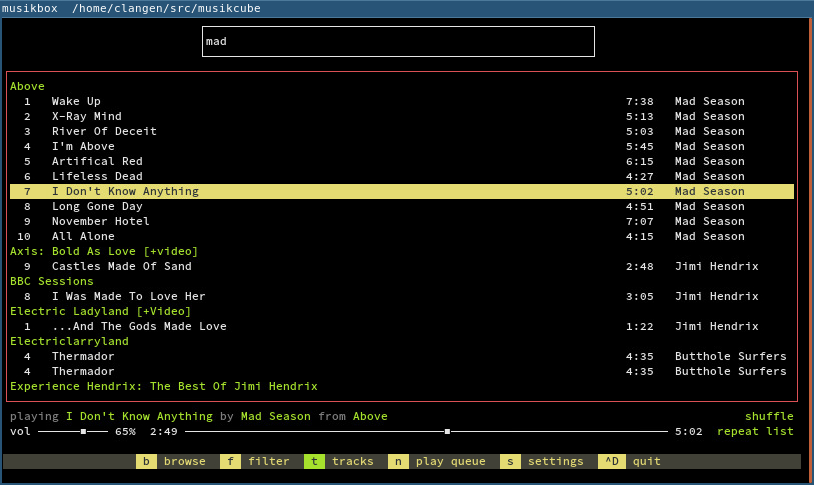 musikbox  /home/clangen/src/musikcube
mad
Above
1 Wake Up 7:38 Mad Season
2 X-Ray Mind 5:13 Mad Season
3 River Of Deceit 5:03 Mad Season
4 I'm Above 5:45 Mad Season
5 Artifical Red 6:15 Mad Season
6 Lifeless Dead 4:27 Mad Season
7 I Don't Know Anything 5:02 Mad Season
8 Long Gone Day 4:51 Mad Season
9 November Hotel 7:07 Mad Season
10 All Alone 4:15 Mad Season
Axis: Bold As Love [+video]
9 Castles Made Of Sand 2:48 Jimi Hendrix
BBC Sessions
8 I Was Made To Love Her 3:05 Jimi Hendrix
Electric Ladyland [+Video]
1 ...And The Gods Made Love 1:22 Jimi Hendrix
Electriclarryland
4 Thermador 4:35 Butthole Surfers
4 Thermador 4:35 Butthole Surfers
Experience Hendrix: The Best Of Jimi Hendrix
playing I Don't Know Anything by Mad Season from Above shuffle
vol 65% 2:49 5:02 repeat list
b browse f filter t tracks n play queue s settings ^D quit